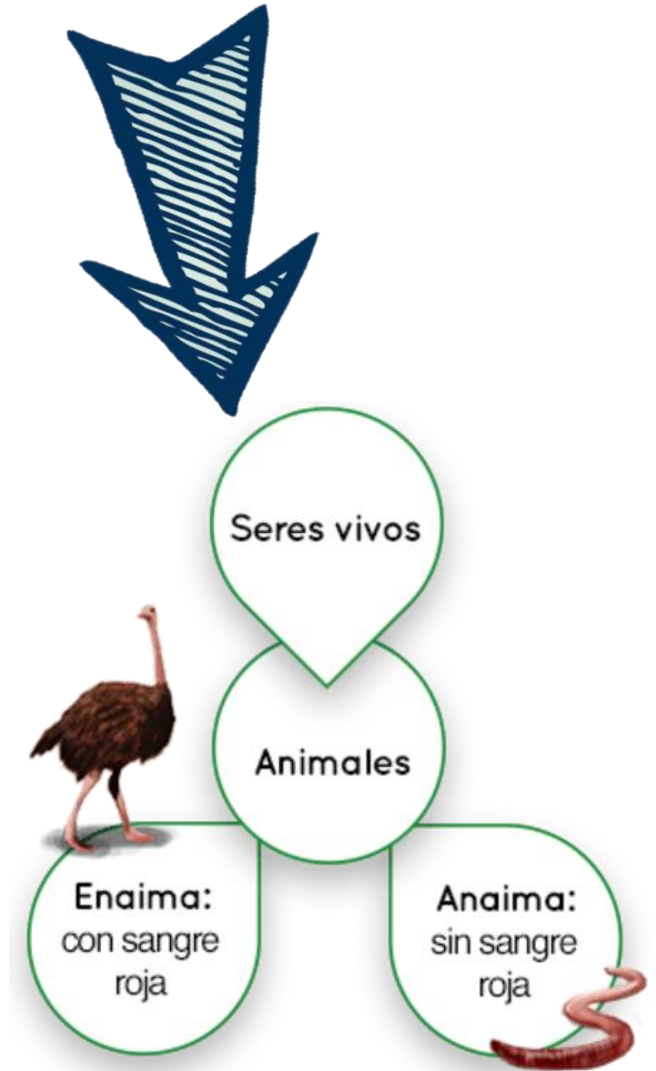 Seres vivos
Animales
Enaima:
con sangre
roja
Anaima:
sin sangre
roja